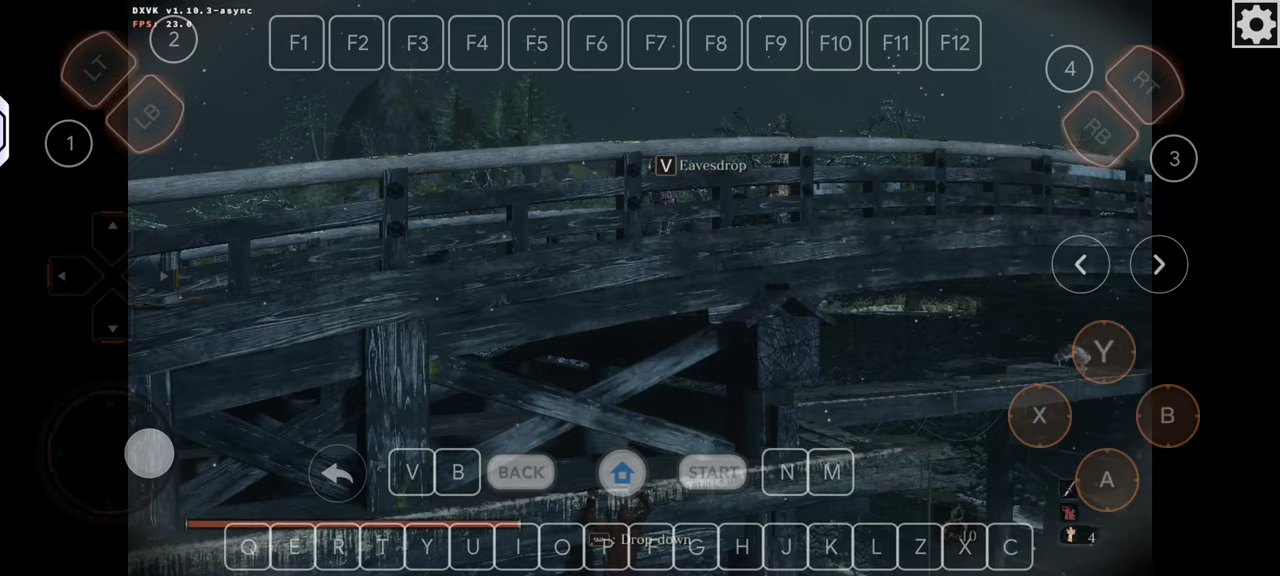 DXVK v1.10.3-async
FPS: 23.0
2
F1 F2 F3 F4 F5 F6 F7 F8 F9 F10 F11 F12
4
LT
RT
LB
RB
1
3
V Eavesdrop
Y
X
B
V B BACK START N M
A
Q E R T Y U I O P F G H J K L Z X C
: Drop down
10
4